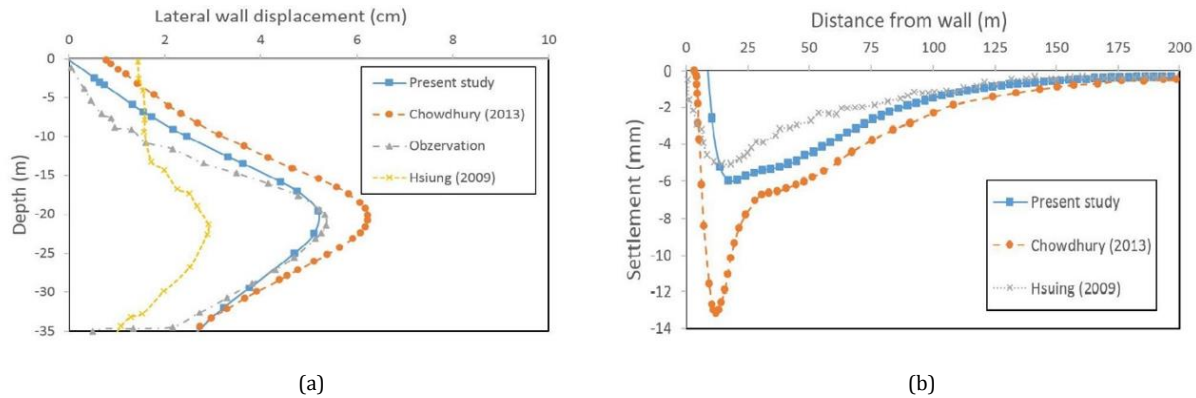 Lateral wall displacement (cm)
0 2 4 6 8 10
0
-5
-10
-15
-20
-25
-30
-35
Depth (m)
Present study
Chowdhury (2013)
Obzervation
Hsiung (2009)
(a)
Distance from wall (m)
0 25 50 75 100 125 150 175 200
0
-2
-4
-6
-8
-10
-12
-14
Settlement (mm)
Present study
Chowdhury (2013)
Hsuing (2009)
(b)